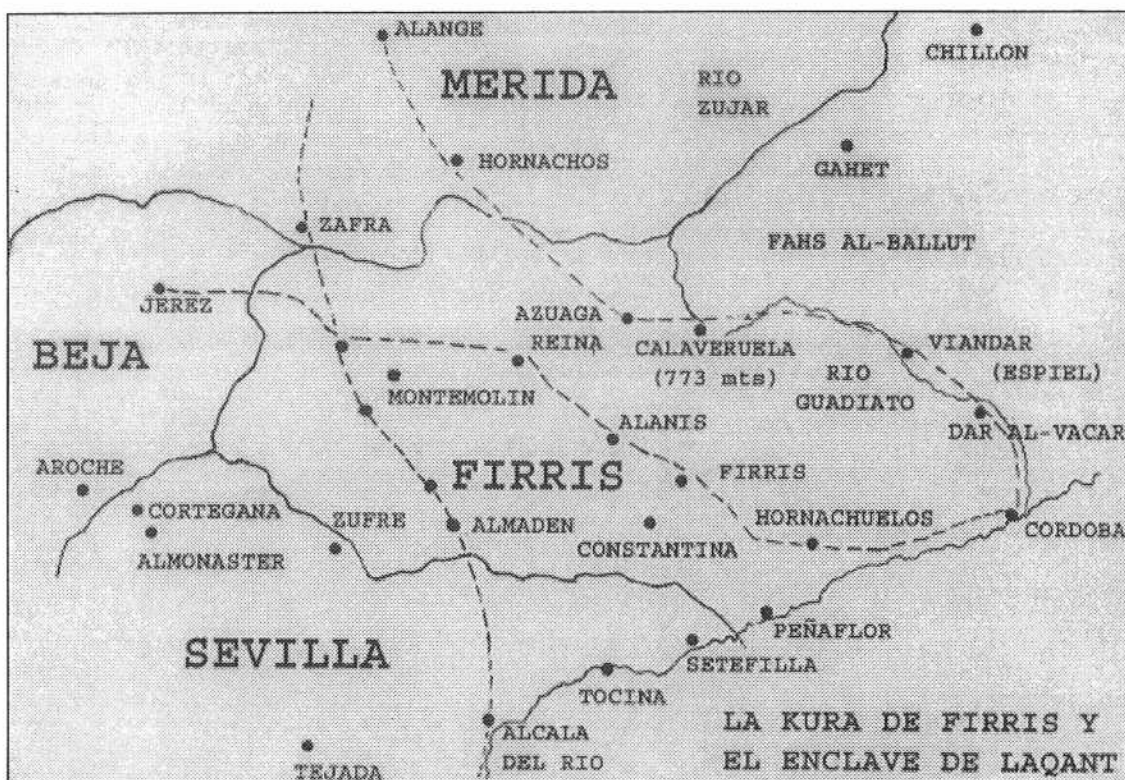 ALANGE
CHILLON
MERIDA
RIO
ZUJAR
HORNACHOS
GAHET
ZAFRA
FAHS AL-BALLUT
JEREZ
AZUAGA
REINA
CALAVERUELA
(773 mts)
VIANDAR
(ESPIEL)
BEJA
MONTEMOLIN
RIO
GUADIATO
ALANIS
DAR AL-VACAR
AROCHE
FIRRIS
FIRRIS
CORTEGANA
ZUFRE
ALMADEN
HORNACHUELOS
CORDOBA
ALMONASTER
CONSTANTINA
SEVILLA
PEÑAFLOR
SETEFILLA
TOCINA
ALCALA
DEL RIO
TEJADA
LA KURA DE FIRRIS Y
EL ENCLAVE DE LAQANT